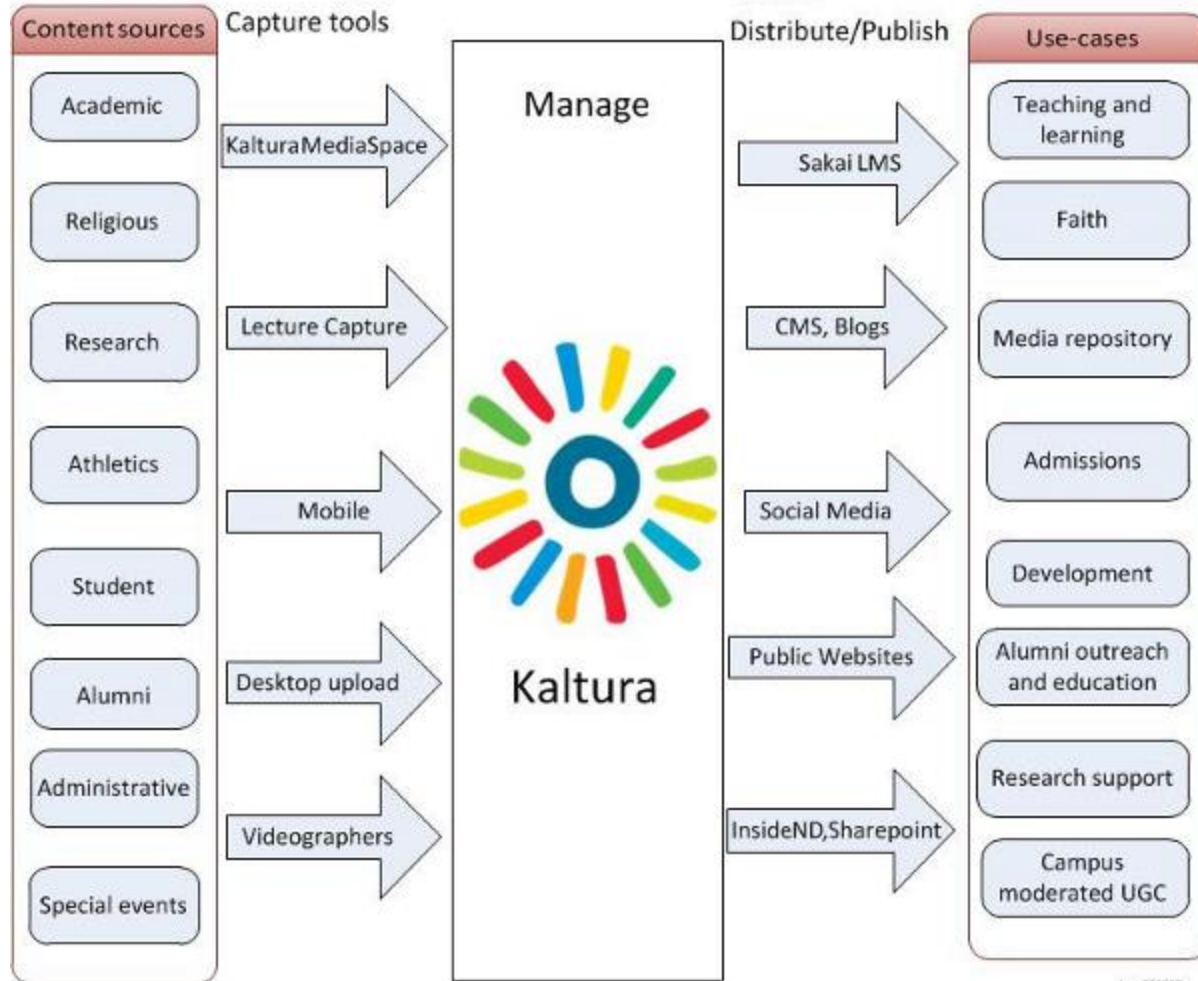 Content sources
Academic
Religious
Research
Athletics
Student
Alumni
Administrative
Special events
Capture tools
KalturaMediaSpace
Lecture Capture
Mobile
Desktop upload
Videographers
Manage
Kaltura
Distribute/Publish
Sakai LMS
CMS, Blogs
Social Media
Public Websites
InsideND,Sharepoint
Use-cases
Teaching and
learning
Faith
Media repository
Admissions
Development
Alumni outreach
and education
Research support
Campus
moderated UGC